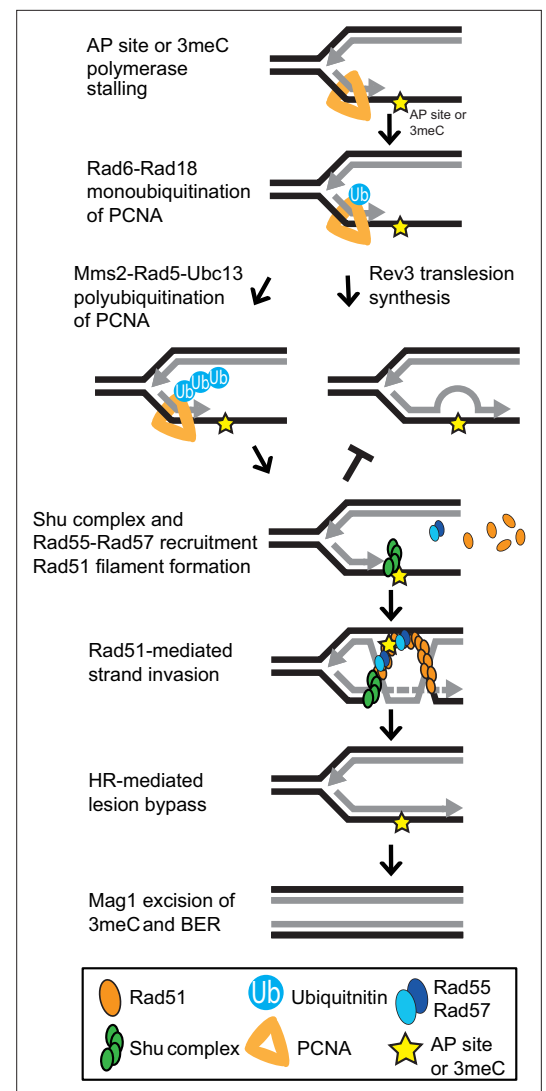 AP site or 3meC
polymerase
stalling
AP site or
3meC
Rad6-Rad18
monoubiquitination
of PCNA
Ub
Mms2-Rad5-Ubc13
polyubiquitination
of PCNA
Rev3 translesion
synthesis
Ub Ub Ub
Shu complex and
Rad55-Rad57 recruitment
Rad51 filament formation
Rad51-mediated
strand invasion
HR-mediated
lesion bypass
Mag1 excision of
3meC and BER
Rad51
Ub Ubiquitnitin
Rad55
Rad57
Shu complex
PCNA
AP site
or 3meC